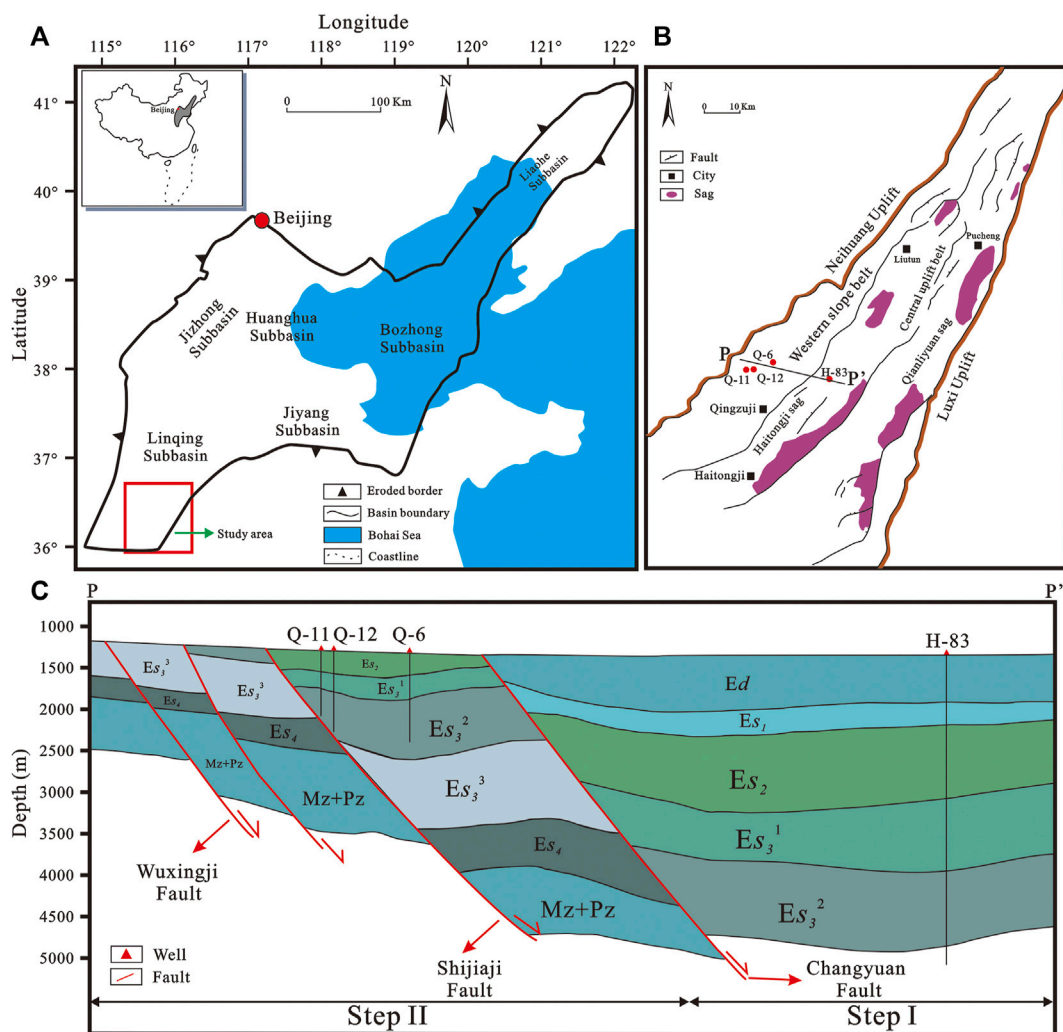 Longitude
A
115° 116° 117° 118° 119° 120° 121° 122°
Latitude
41°
40°
39°
38°
37°
36°
Beijing
N
0 100 Km
Liaohe
Subbasin
Beijing
Jizhong
Subbasin
Huanghua
Subbasin
Bozhong
Subbasin
Jiyang
Subbasin
Linqing
Subbasin
Study area
Eroded border
Basin boundary
Bohai Sea
Coastline
B
N
0 10 Km
Fault
City
Sag
Neihuang Uplift
Western slope belt
Liutun
Pucheng
Central uplift belt
Qianliyuan sag
Luxi Uplift
P
Q-6
Q-11 Q-12
H-83
P'
Qingzuji
Haitongji sag
Haitongji
C
P P'
Depth (m)
1000
1500
2000
2500
3000
3500
4000
4500
5000
Q-11 Q-12 Q-6 H-83
Es₃³
Es₄
Mz+Pz
Es₃³
Es₄
Mz+Pz
Es₂
Es₃¹
Es₃²
Es₃³
Es₄
Mz+Pz
Ed
Es₁
Es₂
Es₃¹
Es₃²
Wuxingji
Fault
Shijiaji
Fault
Changyuan
Fault
Well
Fault
Step II Step I